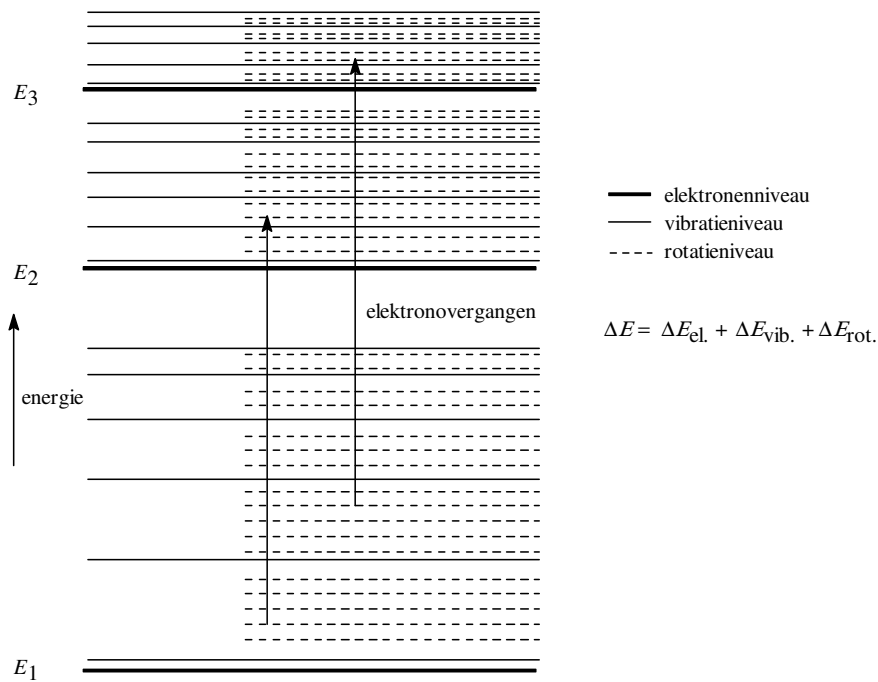 E3
elektronenniveau
vibratieniveau
rotatieniveau
E2
elektronovergangen
ΔE = ΔEel. + ΔEvib. + ΔErot.
energie
E1